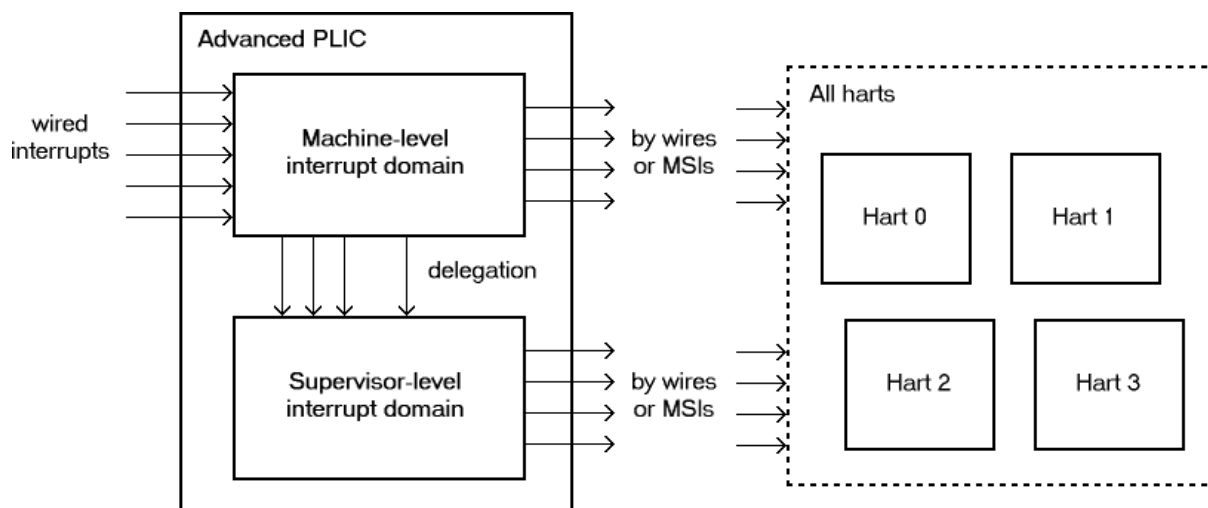 Advanced PLIC
wired
interrupts
Machine-level
interrupt domain
by wires
or MSIs
All harts
Hart 0
Hart 1
delegation
Supervisor-level
interrupt domain
by wires
or MSIs
Hart 2
Hart 3